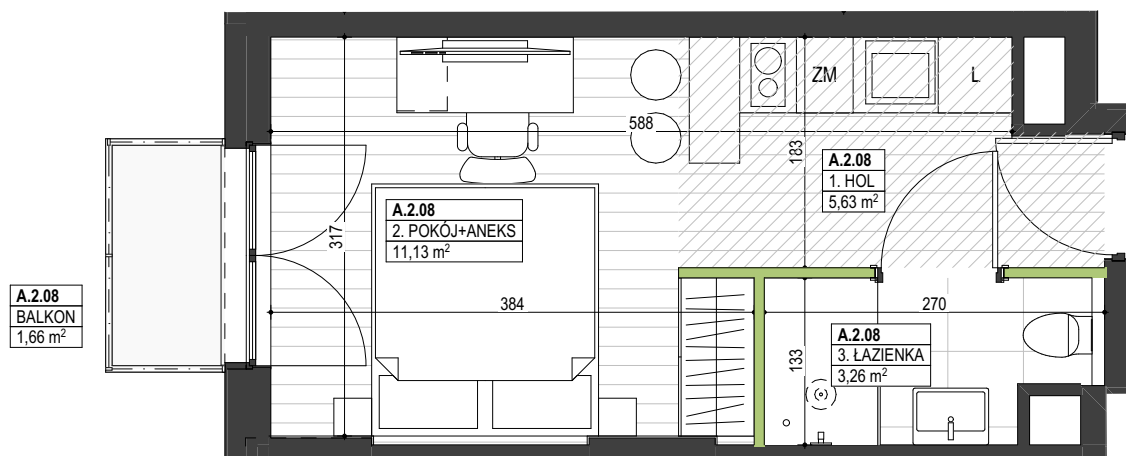 ZM
L
588
183
A.2.08
1. HOL
5,63 m²
A.2.08
2. POKÓJ+ANEKS
11,13 m²
317
A.2.08
BALKON
1,66 m²
384
270
A.2.08
3. ŁAZIENKA
3,26 m²
133